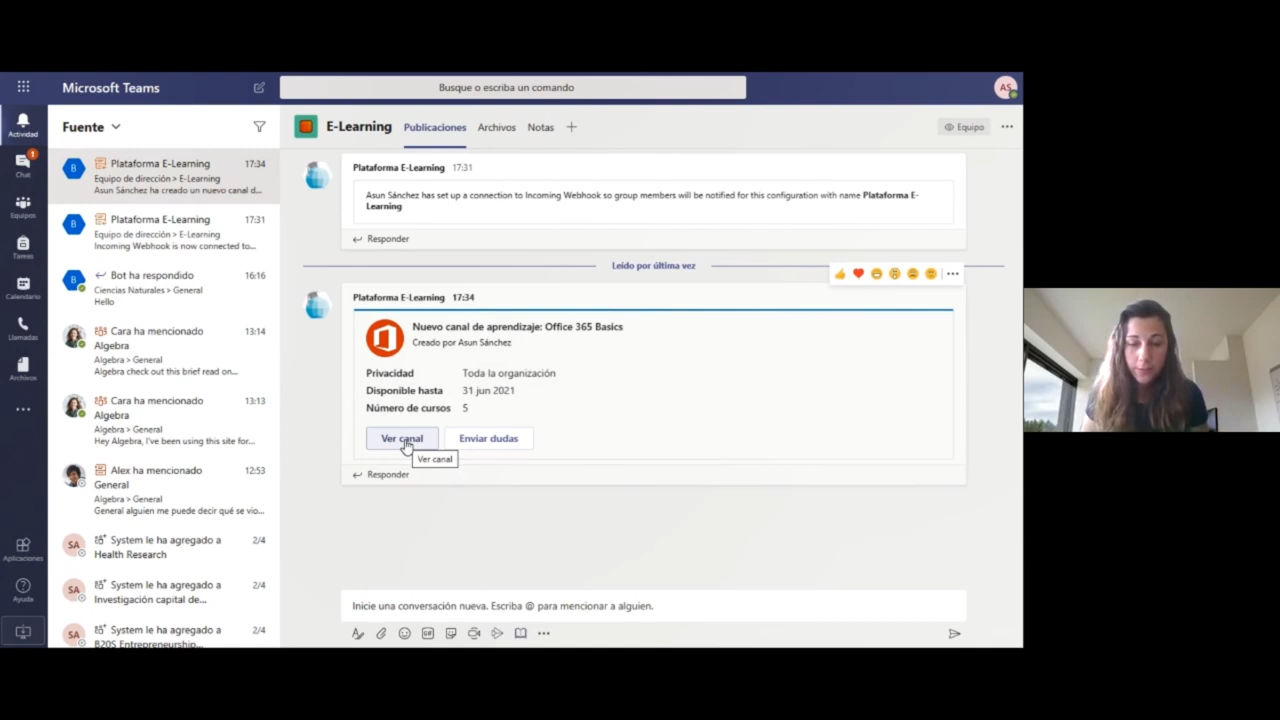 Microsoft Teams
Busque o escriba un comando
AS
Actividad
Chat
1
Equipos
Tareas
Calendario
Llamadas
Archivos
Aplicaciones
Ayuda
Fuente
B
Plataforma E-Learning 17:34
Equipo de dirección > E-Learning
Asun Sánchez ha creado un nuevo canal d...
B
Plataforma E-Learning 17:31
Equipo de dirección > E-Learning
Incoming Webhook is now connected to...
B
Bot ha respondido 16:16
Ciencias Naturales > General
Hello
Cara ha mencionado 13:14
Algebra
Algebra > General
Algebra check out this brief read on...
Cara ha mencionado 13:13
Algebra
Algebra > General
Hey Algebra, I've been using this site for...
Alex ha mencionado 12:53
General
Algebra > General
General alguien me puede decir qué se vio...
SA
System le ha agregado a 2/4
Health Research
SA
System le ha agregado a 2/4
Investigación capital de...
SA
System le ha agregado a 2/4
B20S Entrepreneurship...
E-Learning Publicaciones Archivos Notas
Equipo
Plataforma E-Learning 17:31
Asun Sánchez has set up a connection to Incoming Webhook so group members will be notified for this configuration with name Plataforma E-
Learning
Responder
Leído por última vez
Plataforma E-Learning 17:34
Nuevo canal de aprendizaje: Office 365 Basics
Creado por Asun Sánchez
Privacidad Toda la organización
Disponible hasta 31 jun 2021
Número de cursos 5
Ver canal Enviar dudas
Ver canal
Responder
Inicie una conversación nueva. Escriba @ para mencionar a alguien.
GIF